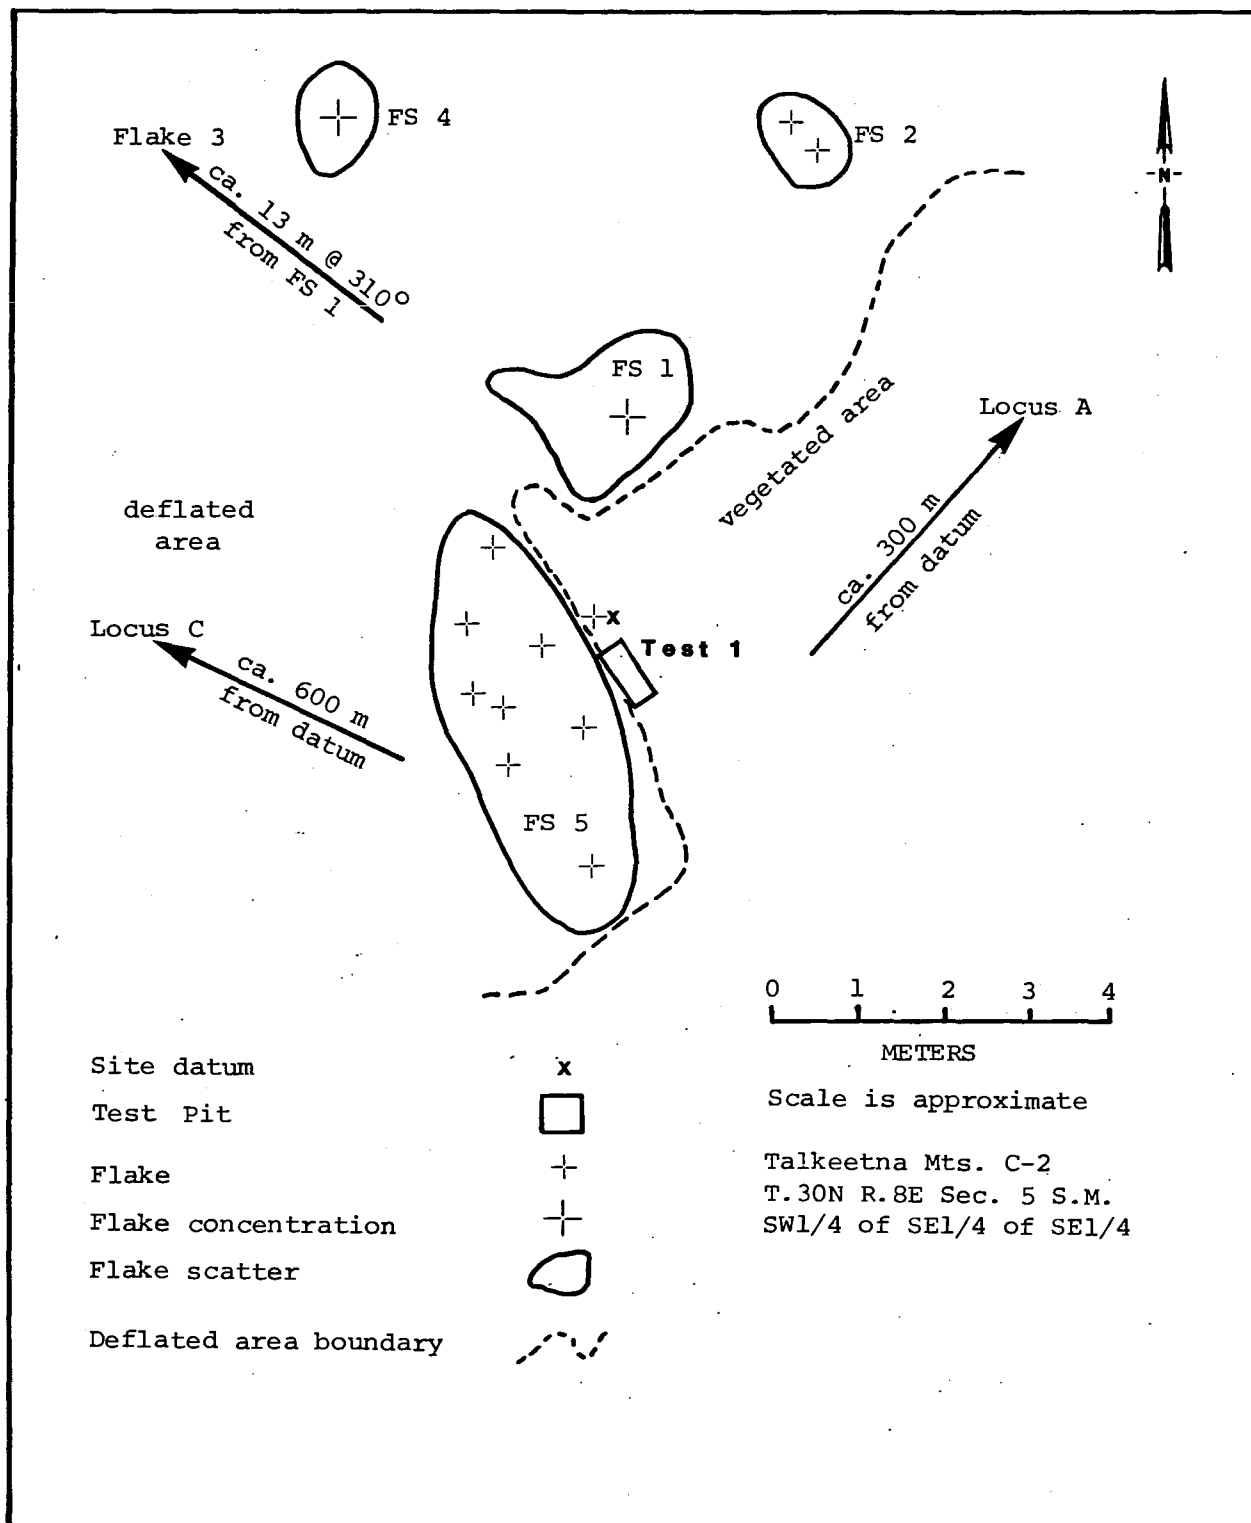 FS 4
FS 2
Flake 3
ca. 13 m @ 310°
from FS 1
-N-
FS 1
Locus A
vegetated area
ca. 300 m
from datum
deflated
area
x
Test 1
Locus C
ca. 600 m
from datum
FS 5
0 1 2 3 4
METERS
Scale is approximate
Talkeetna Mts. C-2
T.30N R.8E Sec. 5 S.M.
SW1/4 of SE1/4 of SE1/4
Site datum x
Test Pit
Flake
Flake concentration
Flake scatter
Deflated area boundary